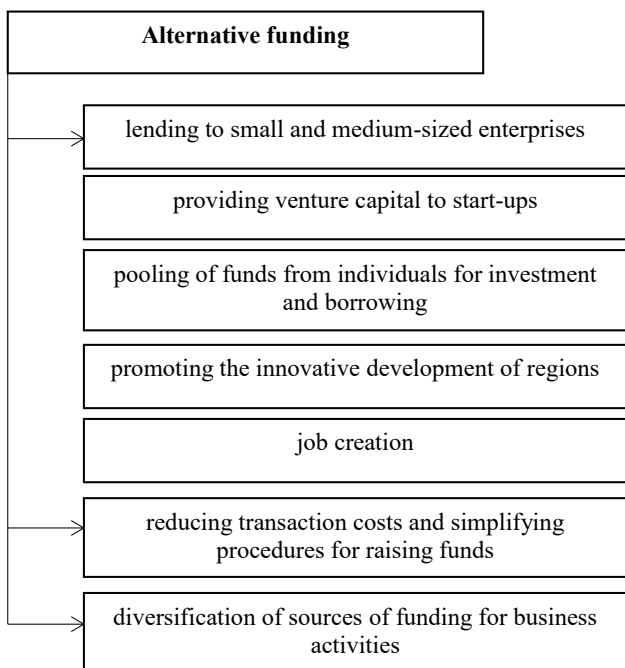 Alternative funding
lending to small and medium-sized enterprises
providing venture capital to start-ups
pooling of funds from individuals for investment
and borrowing
promoting the innovative development of regions
job creation
reducing transaction costs and simplifying
procedures for raising funds
diversification of sources of funding for business
activities